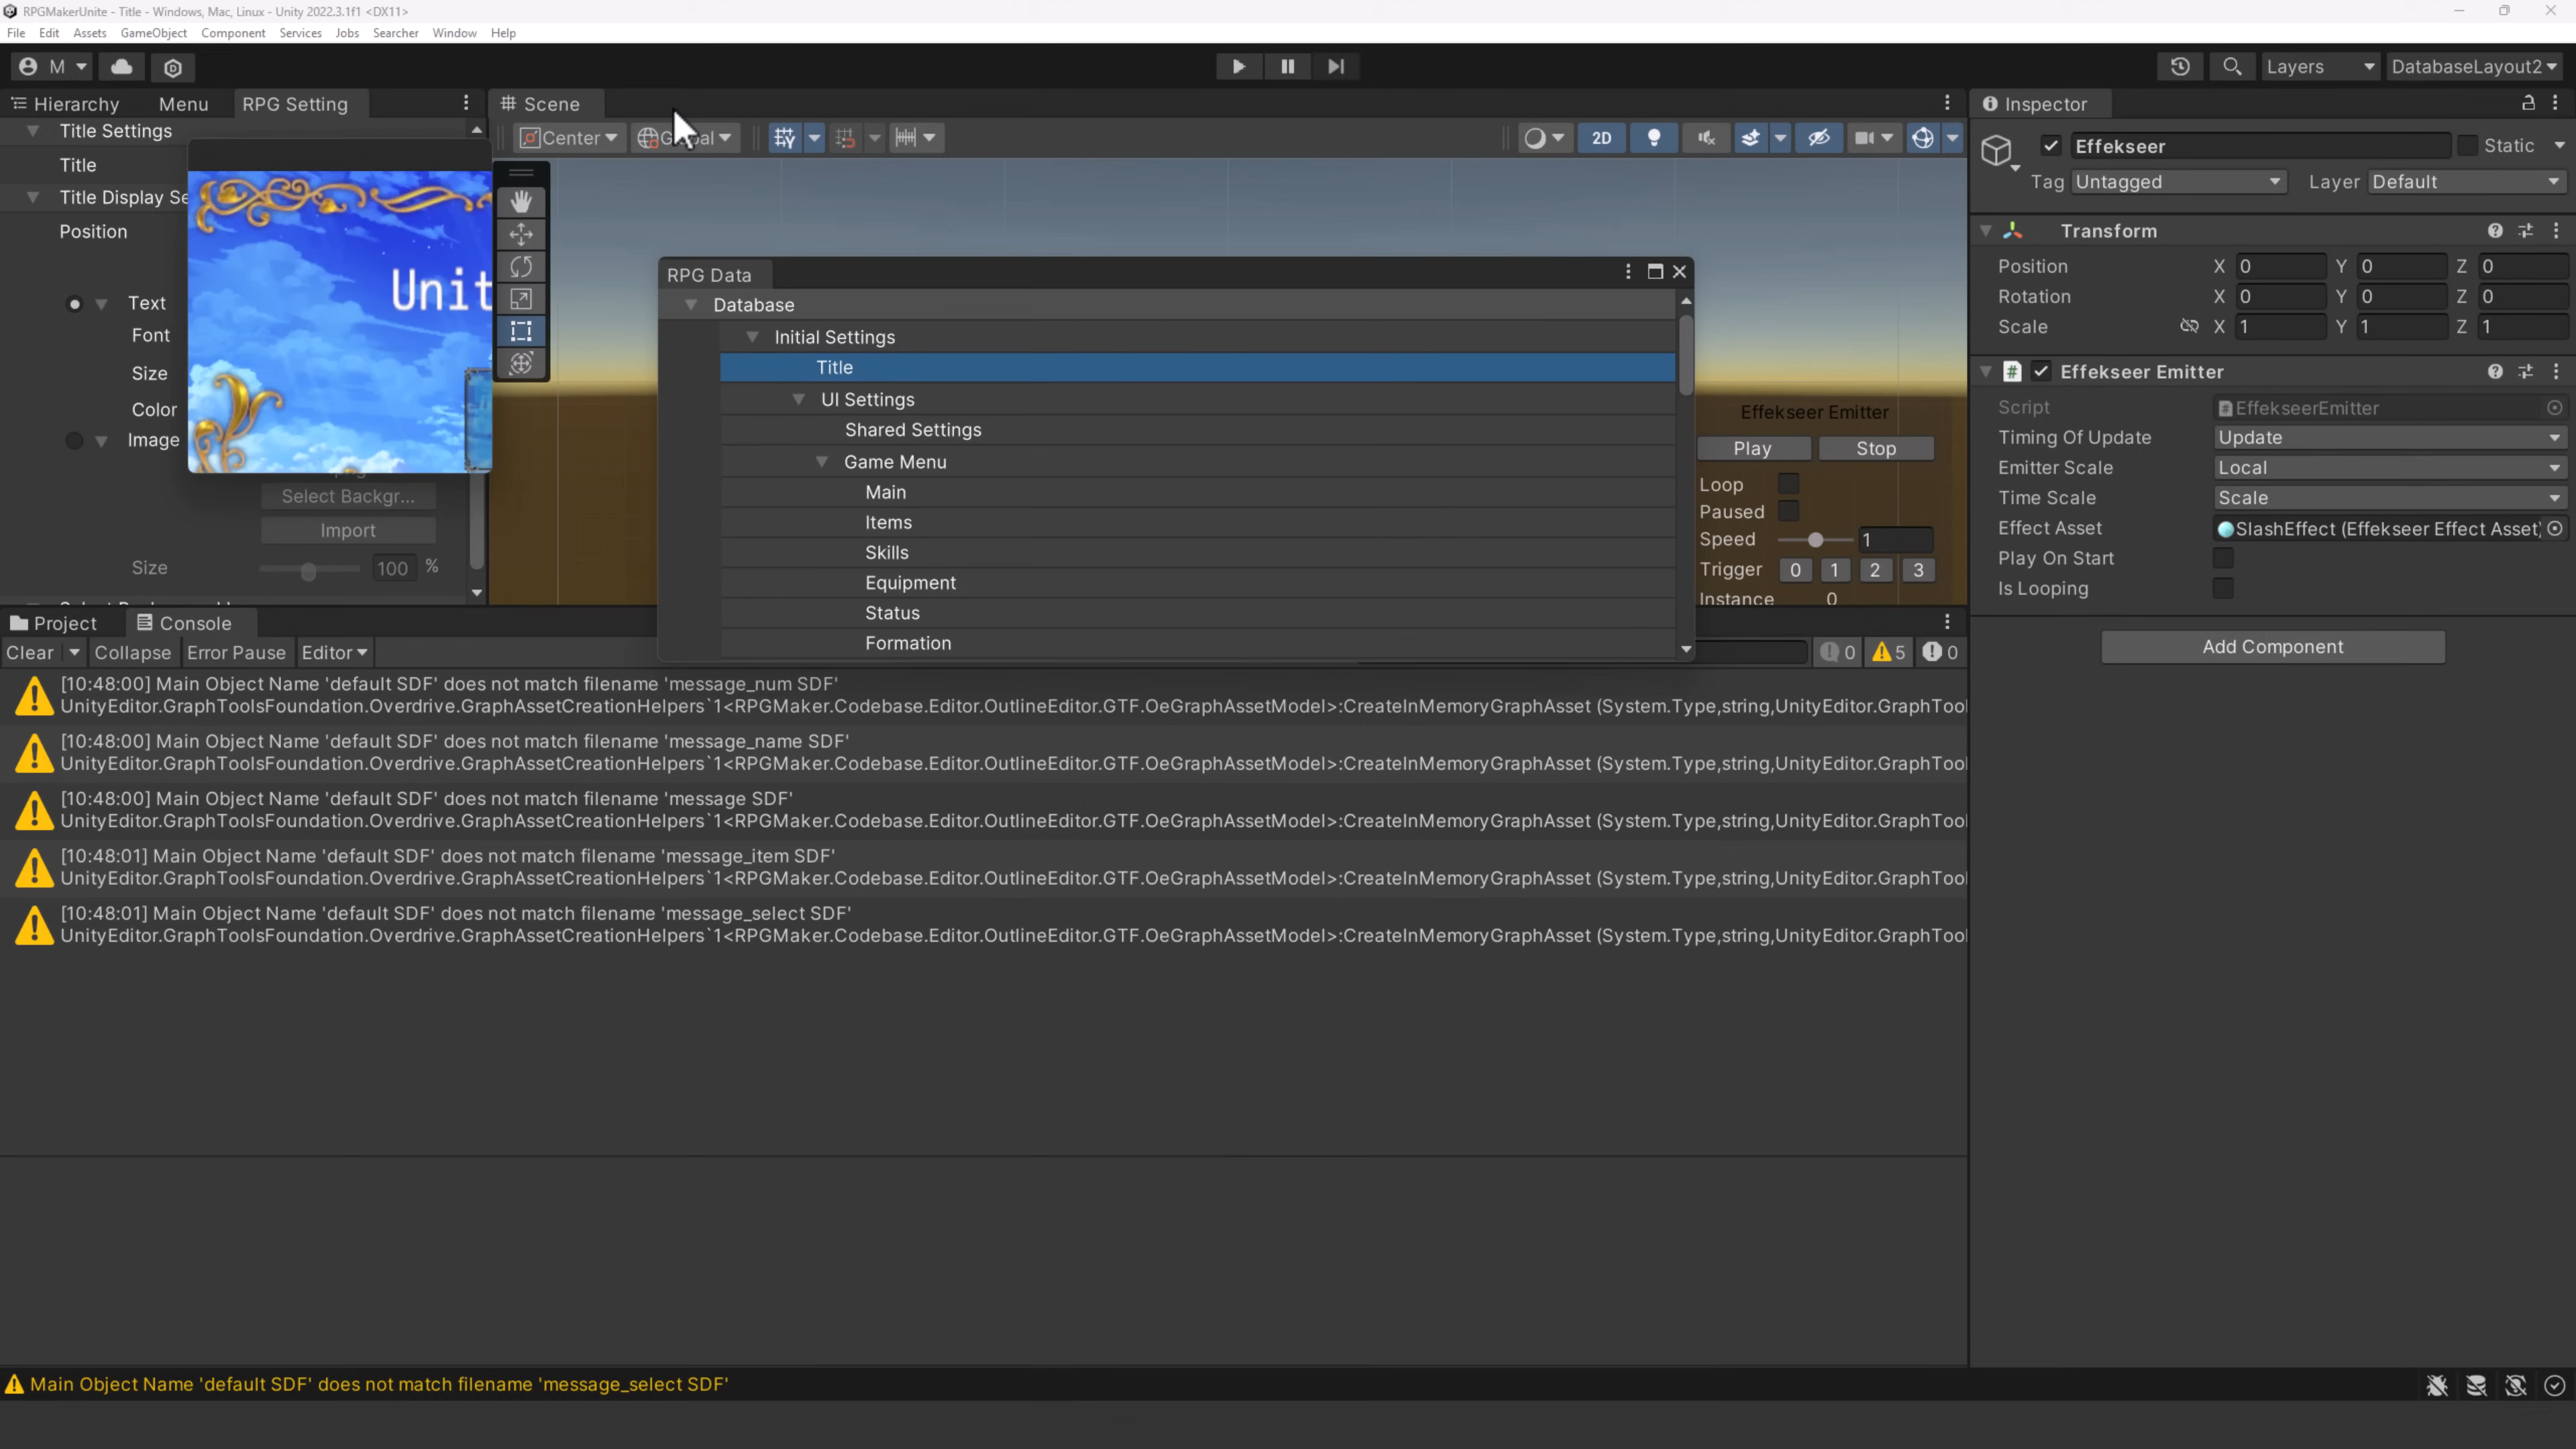 RPGMakerUnite - Title - Windows, Mac, Linux - Unity 2022.3.1f1 <DX11>
File Edit Assets GameObject Component Services Jobs Searcher Window Help
M
Layers
DatabaseLayout2
Hierarchy
Menu
RPG Setting
Title Settings
Title
Title Display Se
Position
Text
Font
Size
Color
Image
Unit
Select Backgr...
Import
Size
100 %
Scene
Center
2D
RPG Data
Database
Initial Settings
Title
UI Settings
Shared Settings
Game Menu
Main
Items
Skills
Equipment
Status
Formation
Effekseer Emitter
Play Stop
Loop
Paused
Speed 1
Trigger 0 1 2 3
Instance 0
Inspector
Effekseer
Static
Tag Untagged Layer Default
Transform
Position X 0 Y 0 Z 0
Rotation X 0 Y 0 Z 0
Scale X 1 Y 1 Z 1
Effekseer Emitter
Script EffekseerEmitter
Timing Of Update Update
Emitter Scale Local
Time Scale Scale
Effect Asset SlashEffect (Effekseer Effect Asset)
Play On Start
Is Looping
Add Component
Project
Console
Clear Collapse Error Pause Editor
0 5 0
[10:48:00] Main Object Name 'default SDF' does not match filename 'message_num SDF'
UnityEditor.GraphToolsFoundation.Overdrive.GraphAssetCreationHelpers`1<RPGMaker.Codebase.Editor.OutlineEditor.GTF.OeGraphAssetModel>:CreateInMemoryGraphAsset (System.Type,string,UnityEditor.GraphTool
[10:48:00] Main Object Name 'default SDF' does not match filename 'message_name SDF'
UnityEditor.GraphToolsFoundation.Overdrive.GraphAssetCreationHelpers`1<RPGMaker.Codebase.Editor.OutlineEditor.GTF.OeGraphAssetModel>:CreateInMemoryGraphAsset (System.Type,string,UnityEditor.GraphTool
[10:48:00] Main Object Name 'default SDF' does not match filename 'message SDF'
UnityEditor.GraphToolsFoundation.Overdrive.GraphAssetCreationHelpers`1<RPGMaker.Codebase.Editor.OutlineEditor.GTF.OeGraphAssetModel>:CreateInMemoryGraphAsset (System.Type,string,UnityEditor.GraphTool
[10:48:01] Main Object Name 'default SDF' does not match filename 'message_item SDF'
UnityEditor.GraphToolsFoundation.Overdrive.GraphAssetCreationHelpers`1<RPGMaker.Codebase.Editor.OutlineEditor.GTF.OeGraphAssetModel>:CreateInMemoryGraphAsset (System.Type,string,UnityEditor.GraphTool
[10:48:01] Main Object Name 'default SDF' does not match filename 'message_select SDF'
UnityEditor.GraphToolsFoundation.Overdrive.GraphAssetCreationHelpers`1<RPGMaker.Codebase.Editor.OutlineEditor.GTF.OeGraphAssetModel>:CreateInMemoryGraphAsset (System.Type,string,UnityEditor.GraphTool
Main Object Name 'default SDF' does not match filename 'message_select SDF'